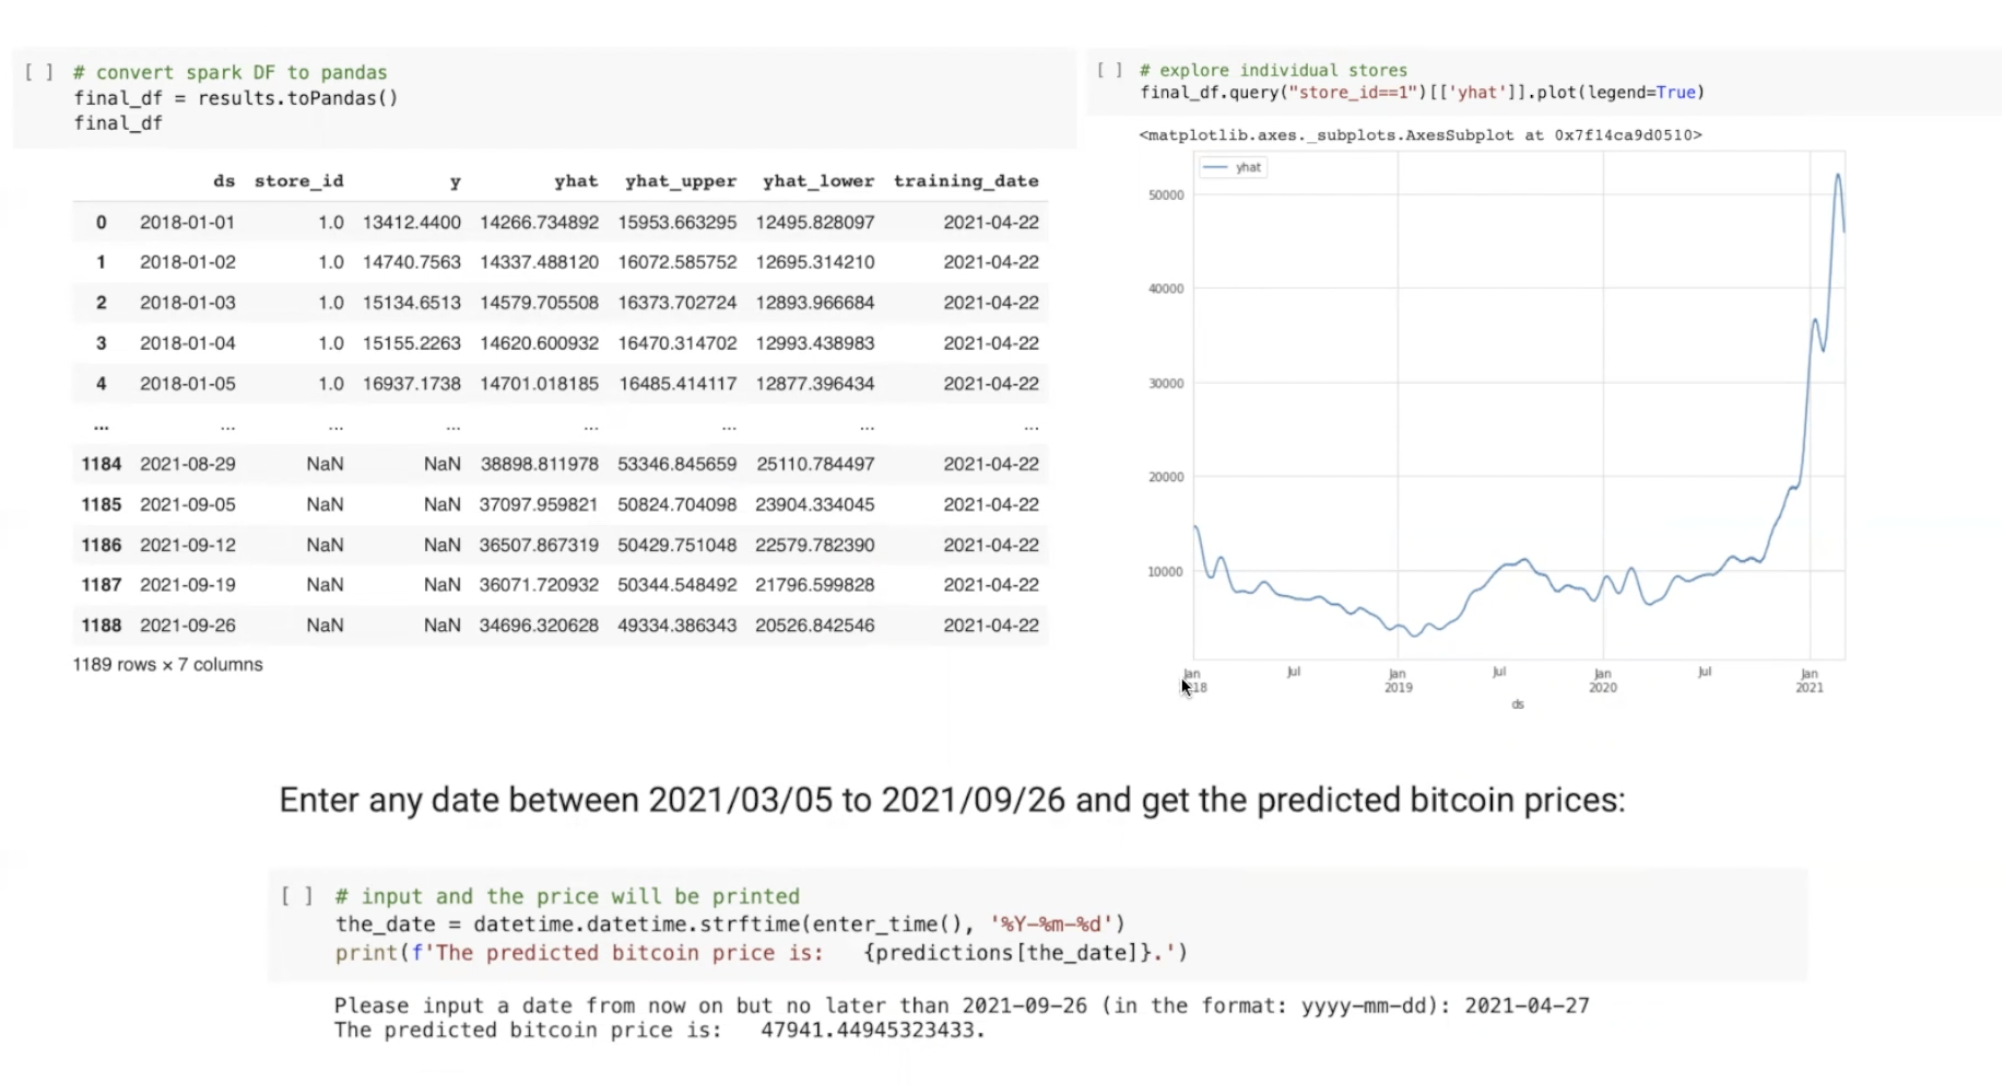 [ ] # convert spark DF to pandas
final_df = results.toPandas()
final_df
ds store_id y yhat yhat_upper yhat_lower training_date
0 2018-01-01 1.0 13412.4400 14266.734892 15953.663295 12495.828097 2021-04-22
1 2018-01-02 1.0 14740.7563 14337.488120 16072.585752 12695.314210 2021-04-22
2 2018-01-03 1.0 15134.6513 14579.705508 16373.702724 12893.966684 2021-04-22
3 2018-01-04 1.0 15155.2263 14620.600932 16470.314702 12993.438983 2021-04-22
4 2018-01-05 1.0 16937.1738 14701.018185 16485.414117 12877.396434 2021-04-22
... ... ... ... ... ... ... ...
1184 2021-08-29 NaN NaN 38898.811978 53346.845659 25110.784497 2021-04-22
1185 2021-09-05 NaN NaN 37097.959821 50824.704098 23904.334045 2021-04-22
1186 2021-09-12 NaN NaN 36507.867319 50429.751048 22579.782390 2021-04-22
1187 2021-09-19 NaN NaN 36071.720932 50344.548492 21796.599828 2021-04-22
1188 2021-09-26 NaN NaN 34696.320628 49334.386343 20526.842546 2021-04-22
1189 rows × 7 columns
[ ] # explore individual stores
final_df.query("store_id==1")[['yhat']].plot(legend=True)
<matplotlib.axes._subplots.AxesSubplot at 0x7f14ca9d0510>
yhat
50000
40000
30000
20000
10000
Jan Jul Jan Jul Jan Jul Jan
18 2019 2020 2021
ds
Enter any date between 2021/03/05 to 2021/09/26 and get the predicted bitcoin prices:
[ ] # input and the price will be printed
the_date = datetime.datetime.strftime(enter_time(), '%Y-%m-%d')
print(f'The predicted bitcoin price is:   {predictions[the_date]}.')
Please input a date from now on but no later than 2021-09-26 (in the format: yyyy-mm-dd): 2021-04-27
The predicted bitcoin price is:   47941.44945323433.